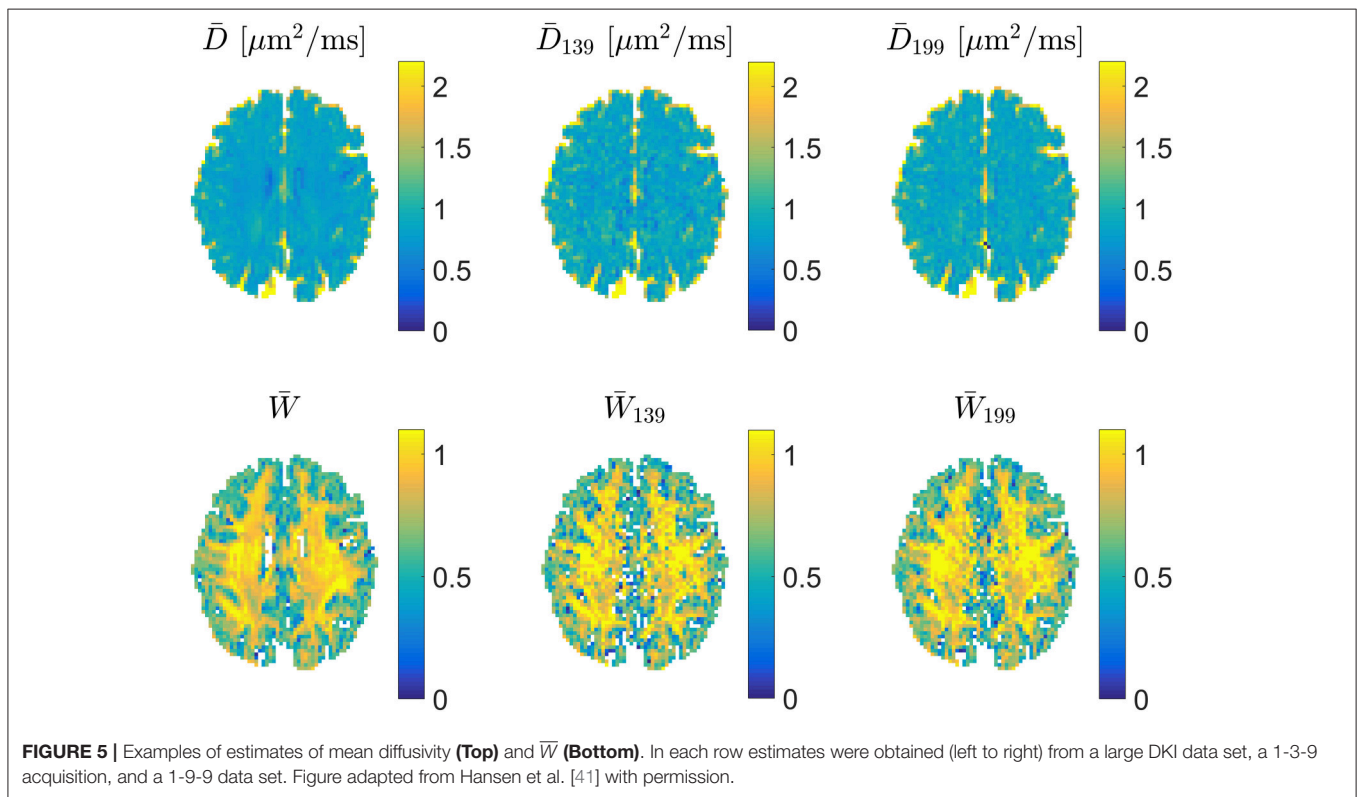 D̄ [μm²/ms] D̄₁₃₉ [μm²/ms] D̄₁₉₉ [μm²/ms]
2 2 2
1.5 1.5 1.5
1 1 1
0.5 0.5 0.5
0 0 0
W̄ W̄₁₃₉ W̄₁₉₉
1 1 1
0.5 0.5 0.5
0 0 0
FIGURE 5 | Examples of estimates of mean diffusivity (Top) and W̅ (Bottom). In each row estimates were obtained (left to right) from a large DKI data set, a 1-3-9
acquisition, and a 1-9-9 data set. Figure adapted from Hansen et al. [41] with permission.